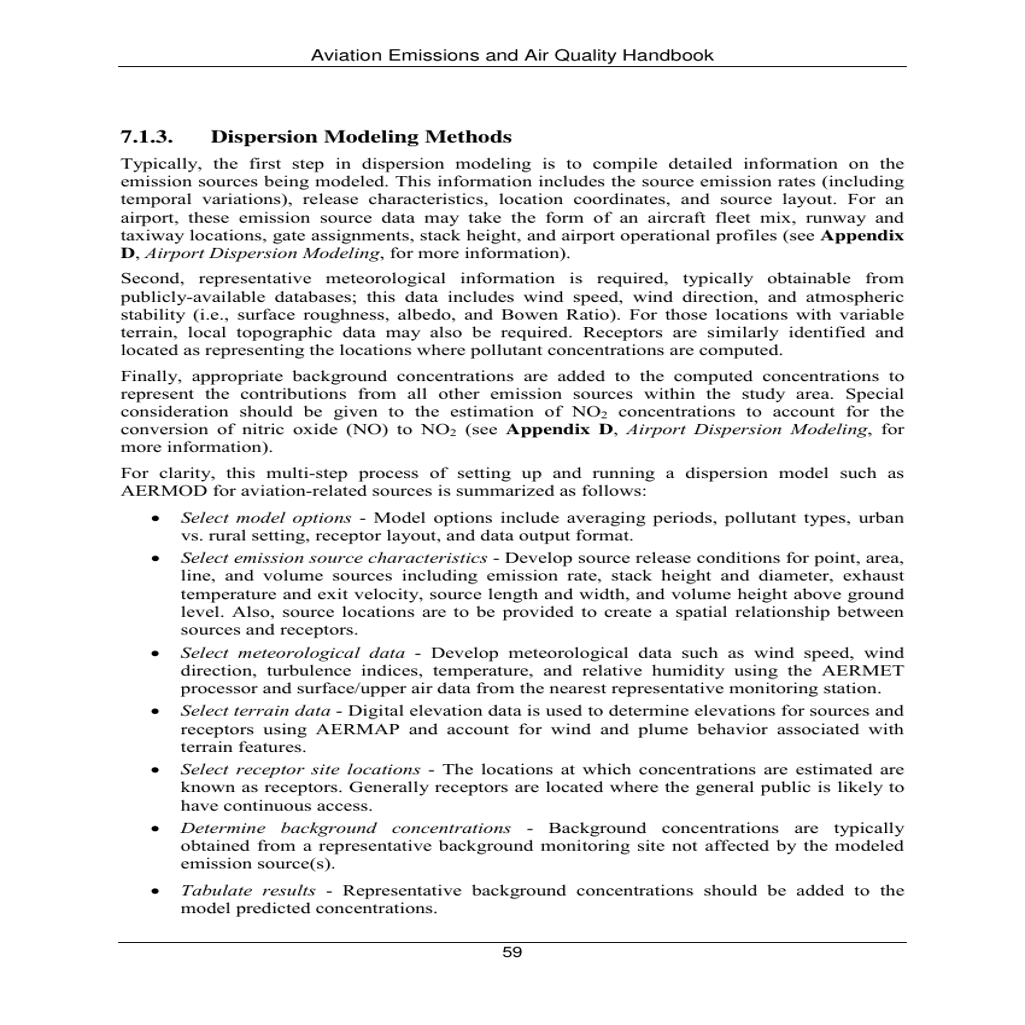 Aviation Emissions and Air Quality Handbook
7.1.3. Dispersion Modeling Methods
Typically, the first step in dispersion modeling is to compile detailed information on the
emission sources being modeled. This information includes the source emission rates (including
temporal variations), release characteristics, location coordinates, and source layout. For an
airport, these emission source data may take the form of an aircraft fleet mix, runway and
taxiway locations, gate assignments, stack height, and airport operational profiles (see Appendix
D, Airport Dispersion Modeling, for more information).
Second, representative meteorological information is required, typically obtainable from
publicly-available databases; this data includes wind speed, wind direction, and atmospheric
stability (i.e., surface roughness, albedo, and Bowen Ratio). For those locations with variable
terrain, local topographic data may also be required. Receptors are similarly identified and
located as representing the locations where pollutant concentrations are computed.
Finally, appropriate background concentrations are added to the computed concentrations to
represent the contributions from all other emission sources within the study area. Special
consideration should be given to the estimation of NO₂ concentrations to account for the
conversion of nitric oxide (NO) to NO₂ (see Appendix D, Airport Dispersion Modeling, for
more information).
For clarity, this multi-step process of setting up and running a dispersion model such as
AERMOD for aviation-related sources is summarized as follows:
• Select model options - Model options include averaging periods, pollutant types, urban
vs. rural setting, receptor layout, and data output format.
• Select emission source characteristics - Develop source release conditions for point, area,
line, and volume sources including emission rate, stack height and diameter, exhaust
temperature and exit velocity, source length and width, and volume height above ground
level. Also, source locations are to be provided to create a spatial relationship between
sources and receptors.
• Select meteorological data - Develop meteorological data such as wind speed, wind
direction, turbulence indices, temperature, and relative humidity using the AERMET
processor and surface/upper air data from the nearest representative monitoring station.
• Select terrain data - Digital elevation data is used to determine elevations for sources and
receptors using AERMAP and account for wind and plume behavior associated with
terrain features.
• Select receptor site locations - The locations at which concentrations are estimated are
known as receptors. Generally receptors are located where the general public is likely to
have continuous access.
• Determine background concentrations - Background concentrations are typically
obtained from a representative background monitoring site not affected by the modeled
emission source(s).
• Tabulate results - Representative background concentrations should be added to the
model predicted concentrations.
59